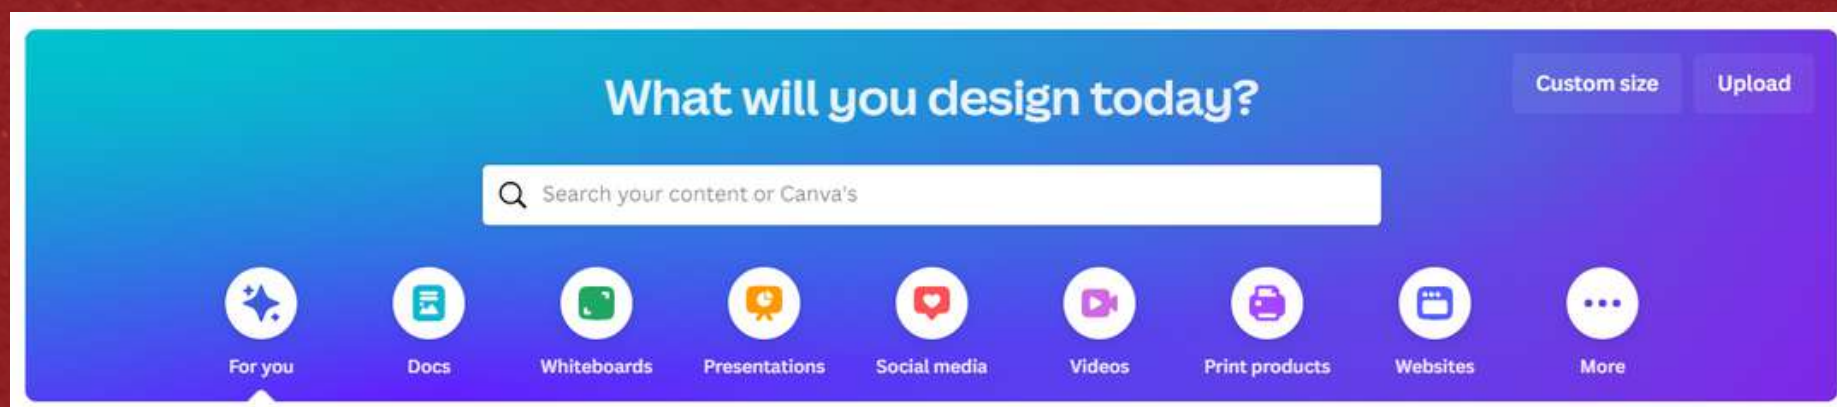 What will you design today?
Custom size
Upload
Search your content or Canva's
For you
Docs
Whiteboards
Presentations
Social media
Videos
Print products
Websites
More